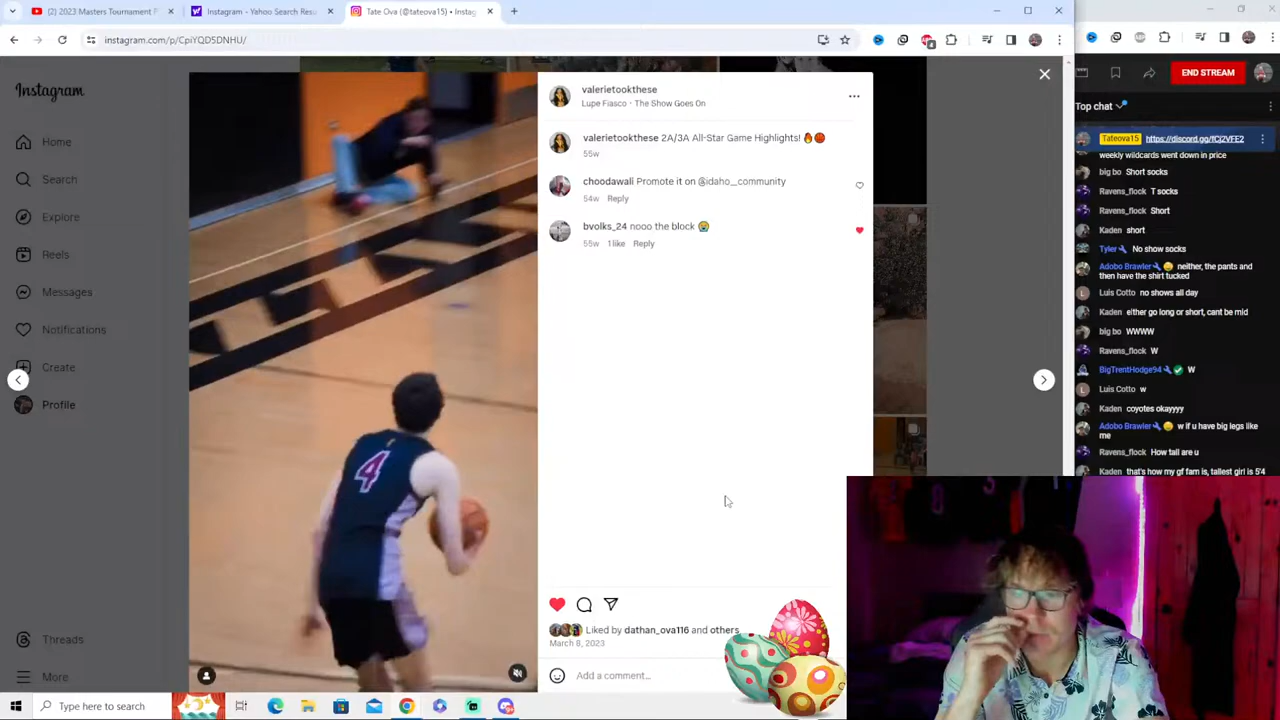 (2) 2023 Masters Tournament F
Instagram - Yahoo Search Resu
Tate Ova (@tateova15) • Instag
instagram.com/p/CpiYQD5DNHU/
Instagram
Home
Search
Explore
Reels
Messages
Notifications
Create
Profile
Threads
More
4
valerietookthese
Lupe Fiasco • The Show Goes On
valerietookthese 2A/3A All-Star Game Highlights! 🔥🏀
55w
choodawali Promote it on @idaho__community
54w Reply
bvolks_24 nooo the block 😭
55w 1 like Reply
Liked by dathan_ova116 and others
March 8, 2023
Add a comment...
END STREAM
Top chat
Tateova15 https://discord.gg/fCj2VFE2
weekly wildcards went down in price
big bo Short socks
Ravens_flock T socks
Ravens_flock Short
Kaden short
Tyler No show socks
Adobo Brawler neither, the pants and
then have the shirt tucked
Luis Cotto no shows all day
Kaden either go long or short, cant be mid
big bo WWWW
Ravens_flock W
BigTrentHodge94 W
Luis Cotto w
Kaden coyotes okayyyy
Adobo Brawler w if u have big legs like
me
Ravens_flock How tall are u
Kaden that's how my gf fam is, tallest girl is 5'4
Type here to search